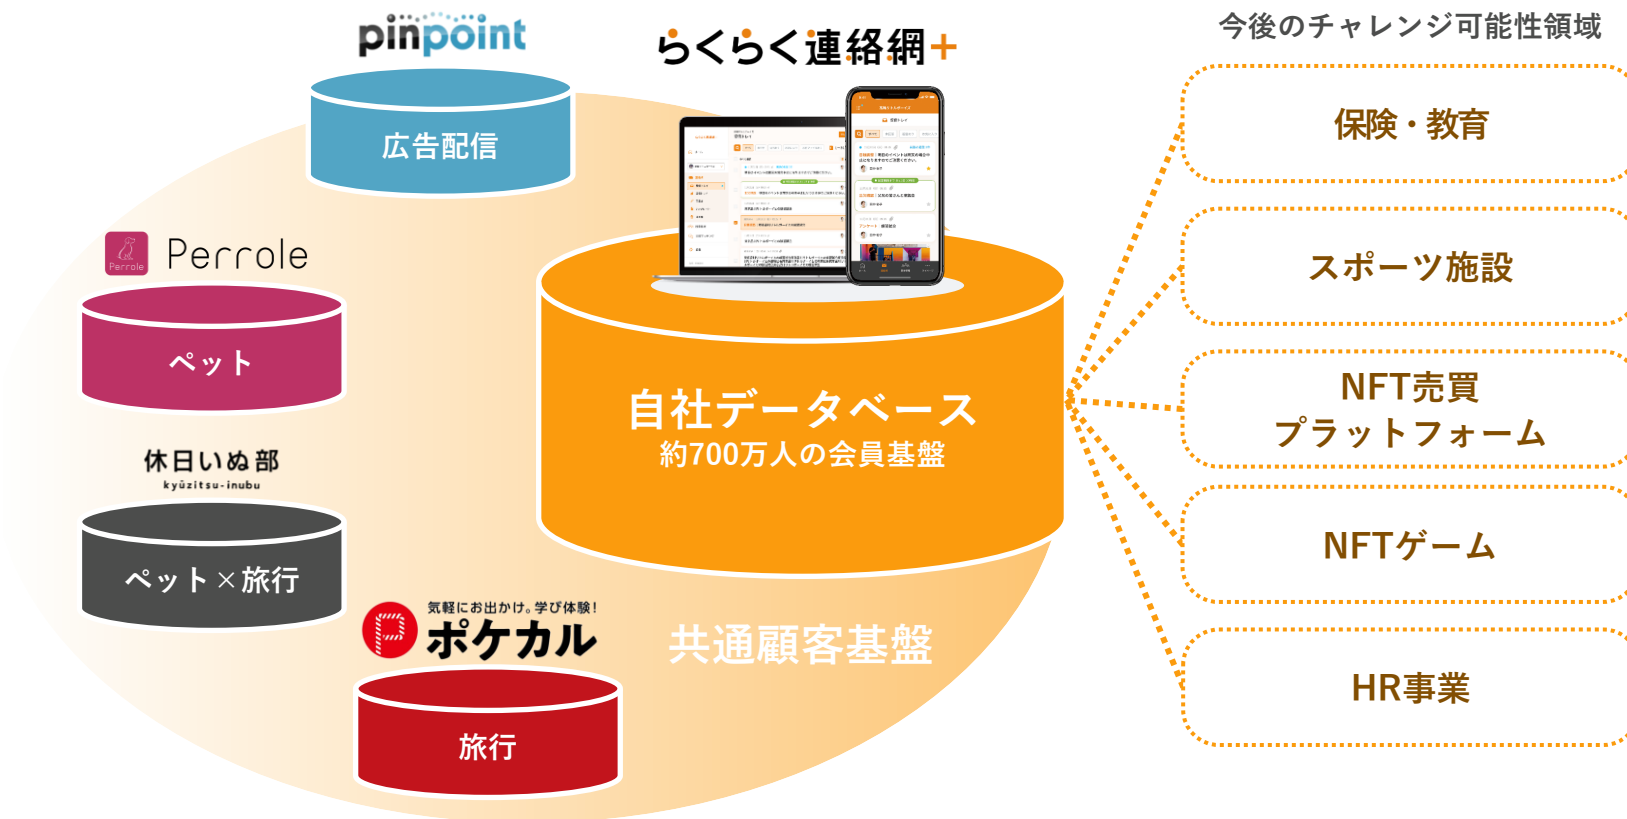 pinpoint
広告配信
らくらく連絡網+
今後のチャレンジ可能性領域
保険・教育
スポーツ施設
NFT売買
プラットフォーム
NFTゲーム
HR事業
Perrole
Perrole
ペット
休日いぬ部
kyūzitsu-inubu
ペット×旅行
気軽にお出かけ。学び体験!
ポケカル
旅行
自社データベース
約700万人の会員基盤
共通顧客基盤